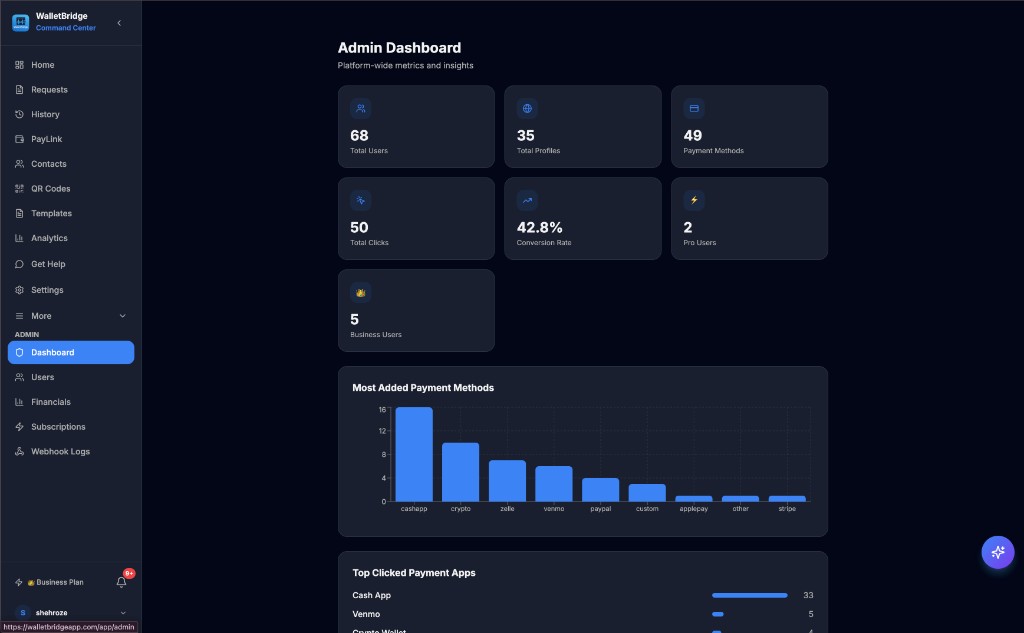 WalletBridge
Command Center
Home
Requests
History
PayLink
Contacts
QR Codes
Templates
Analytics
Get Help
Settings
More
ADMIN
Dashboard
Users
Financials
Subscriptions
Webhook Logs
Business Plan
9+
S shehroze
https://walletbridgeapp.com/app/admin
Admin Dashboard
Platform-wide metrics and insights
68
Total Users
35
Total Profiles
49
Payment Methods
50
Total Clicks
42.8%
Conversion Rate
2
Pro Users
5
Business Users
Most Added Payment Methods
16
12
8
4
0
cashapp crypto zelle venmo paypal custom applepay other stripe
Top Clicked Payment Apps
Cash App 33
Venmo 5
Crypto Wallet 4